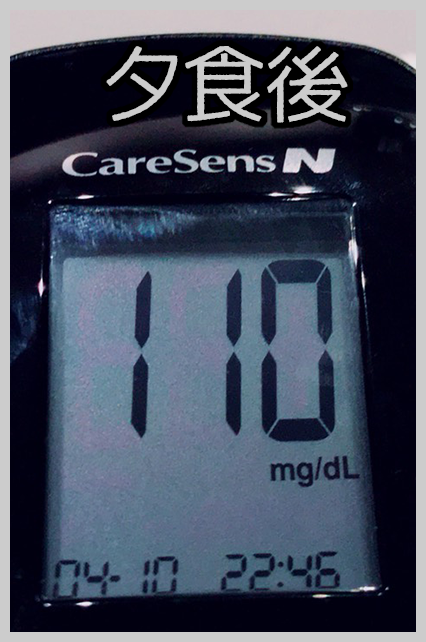 夕食後
CareSens N
110
mg/dL
04-10 22:46